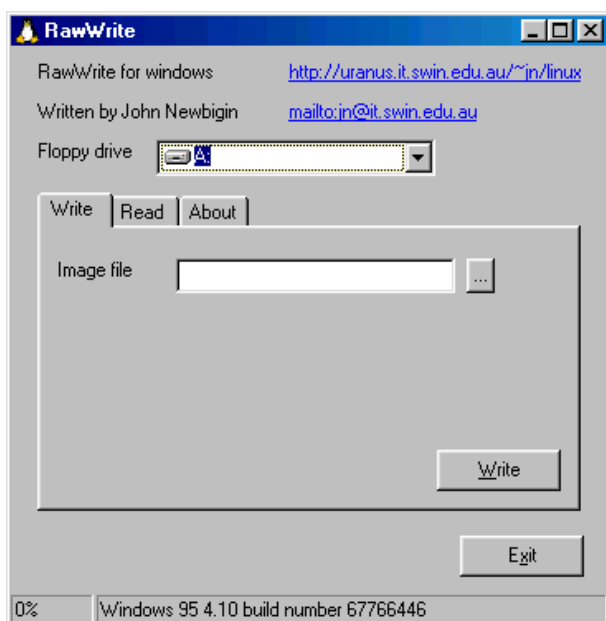 RawWrite
RawWrite for windows http://uranus.it.swin.edu.au/~jn/linux
Written by John Newbigin mailto:jn@it.swin.edu.au
Floppy drive A:
Write Read About
Image file ...
Write
Exit
0% Windows 95 4.10 build number 67766446